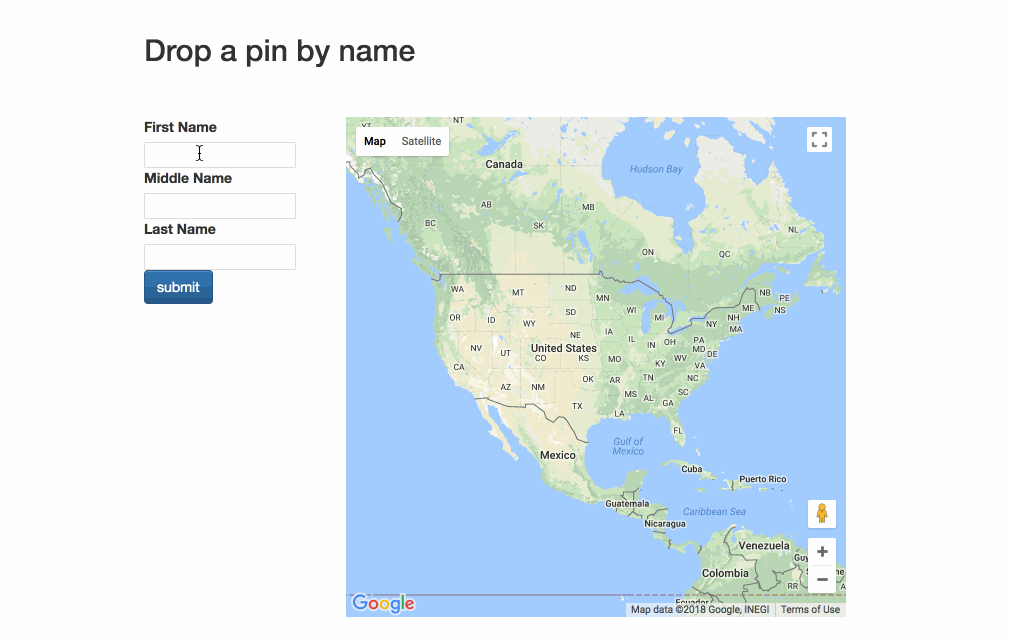 Drop a pin by name
First Name
Middle Name
Last Name
submit
Map Satellite
YT
NT
Canada
Hudson Bay
AB
MB
BC
SK
NL
ON
QC
WA
MT
ND
MN
NB
PE
ME
NS
OR
ID
SD
WI
MI
NH
WY
NY
MA
NE
IA
NV
UT
United States
IL
IN
OH
PA
MD
DE
CO
KS
MO
KY
WV
VA
CA
AZ
NM
OK
AR
TN
NC
MS
AL
SC
GA
TX
LA
FL
Gulf of
Mexico
Mexico
Cuba
Puerto Rico
Guatemala
Caribbean Sea
Nicaragua
Venezuela
Guy
Colombia
RR
Ecuador
Google
Map data ©2018 Google, INEGI Terms of Use